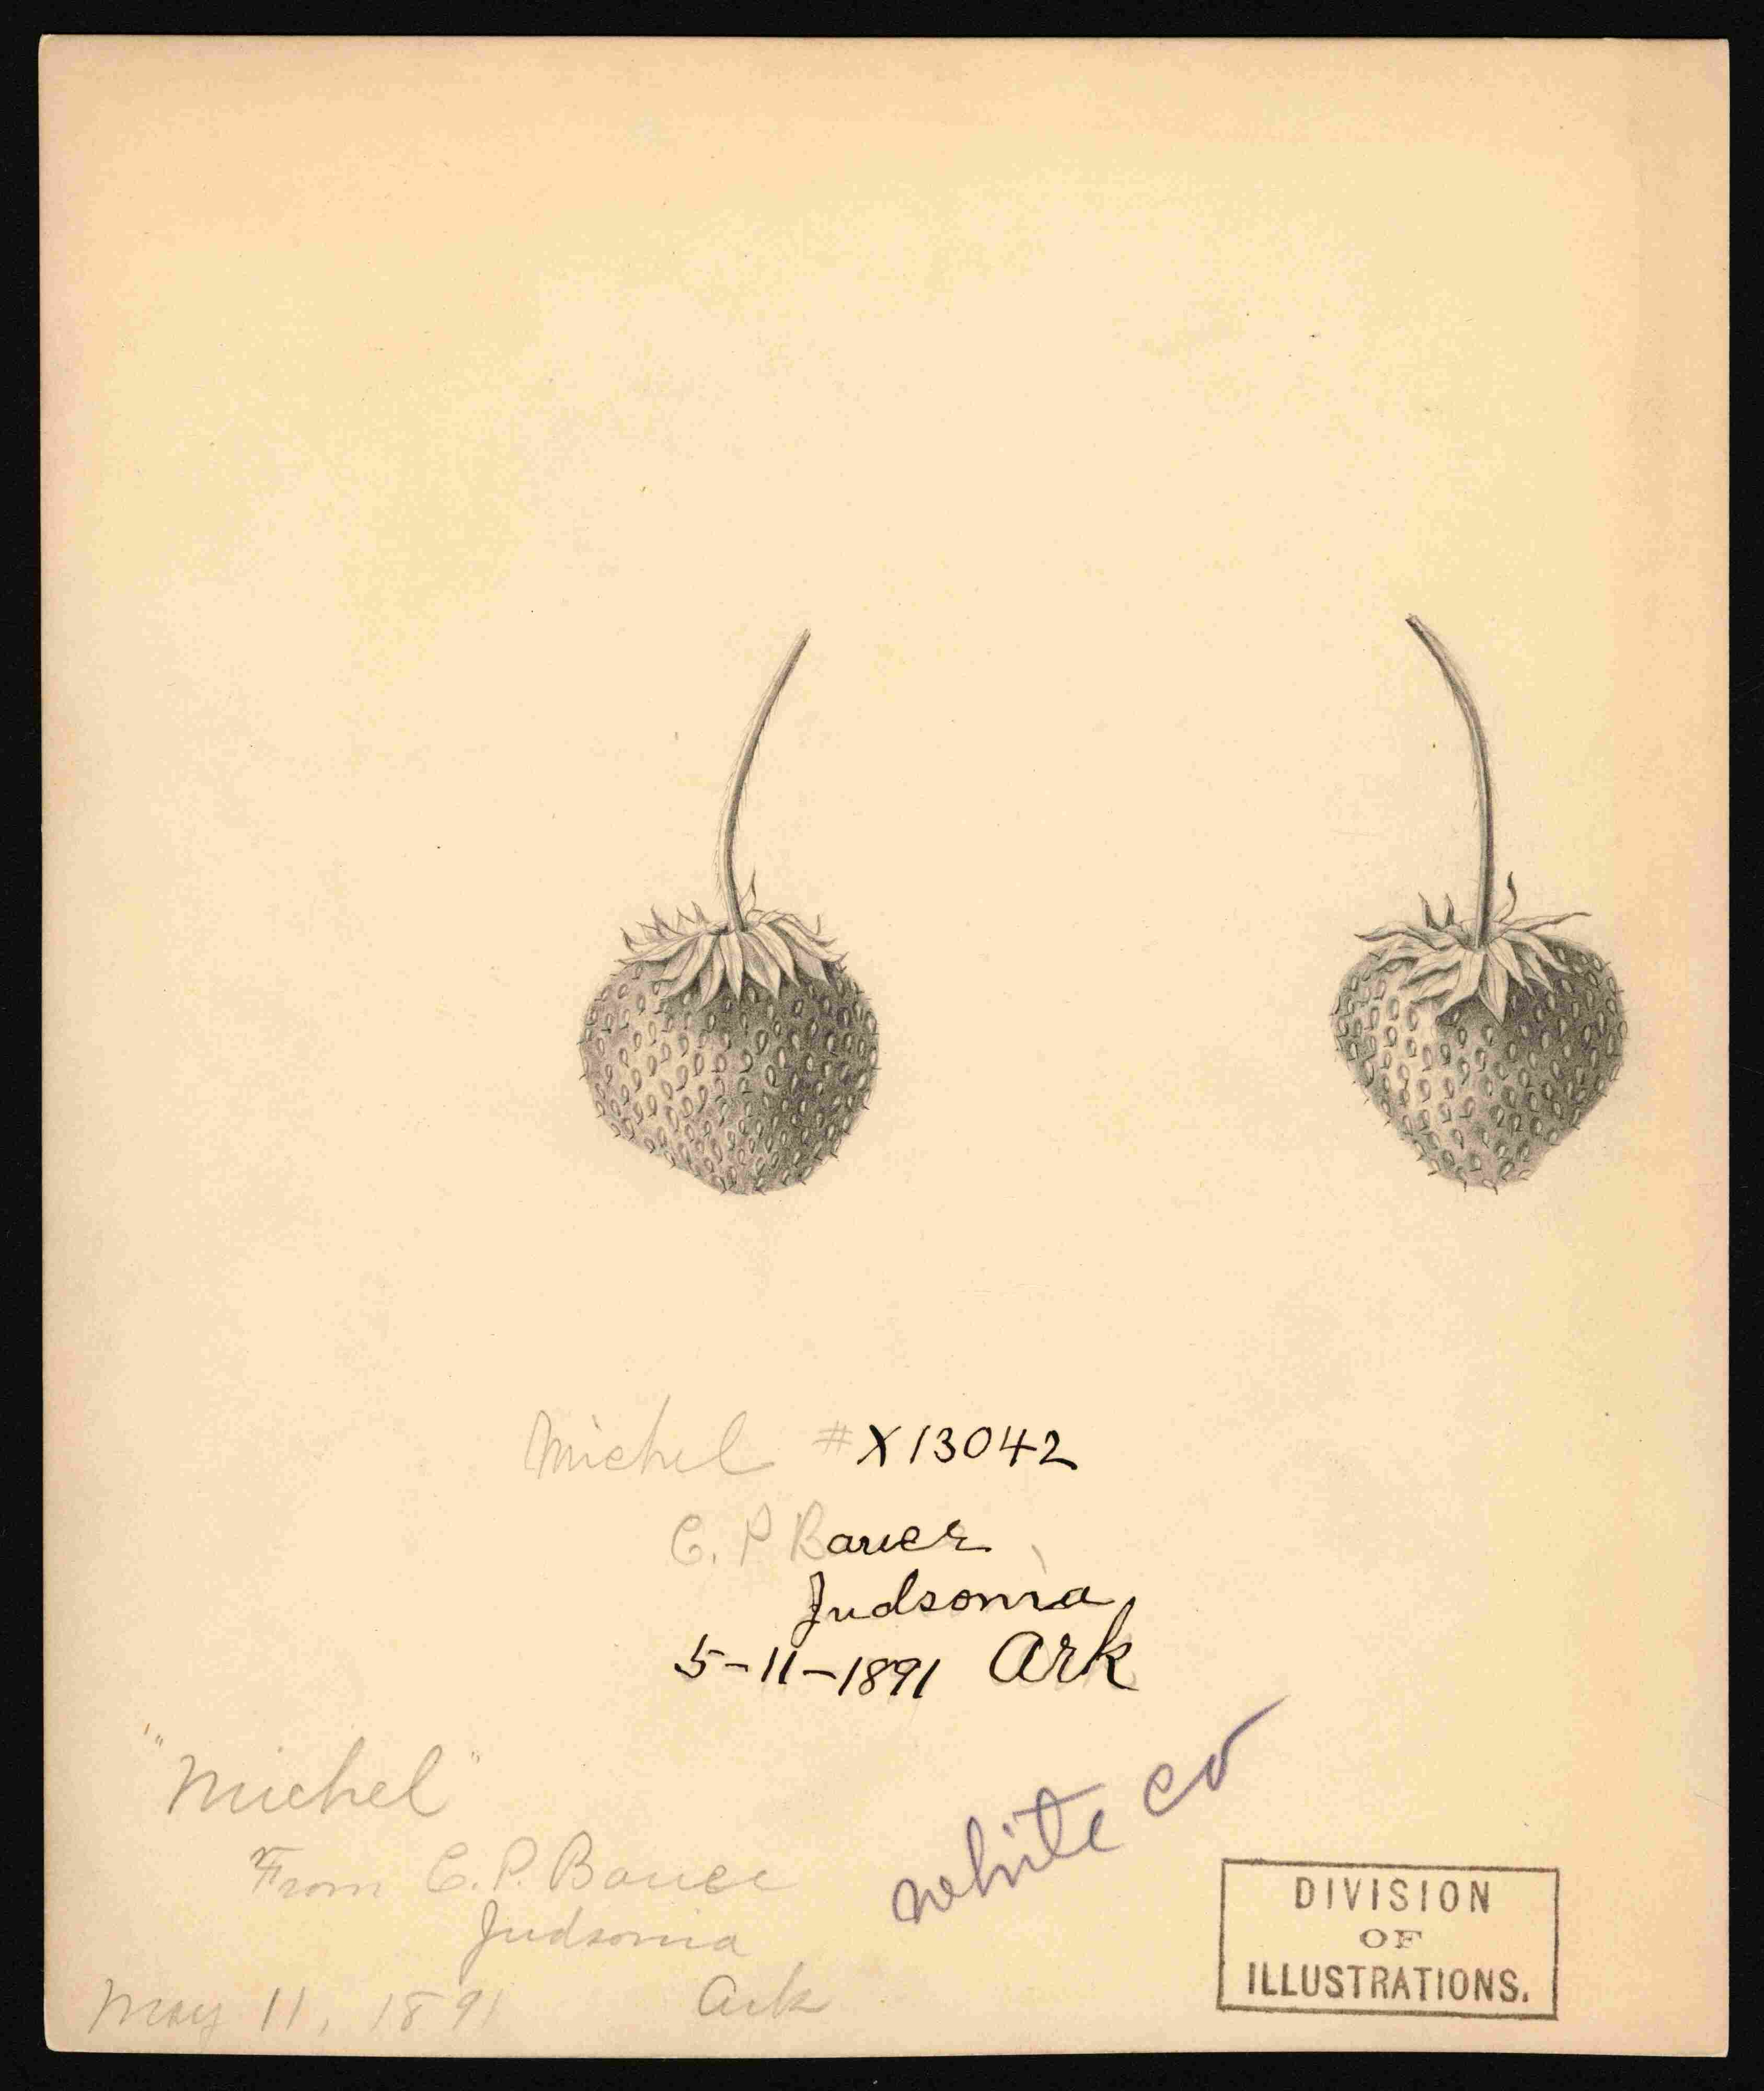 Michel #X13042
C. P Bauer
Judsonia
5-11-1891 Ark
"Michel"
From C. P. Bauer
Judsonia
May 11, 1891 Ark
white co
DIVISION
OF
ILLUSTRATIONS.